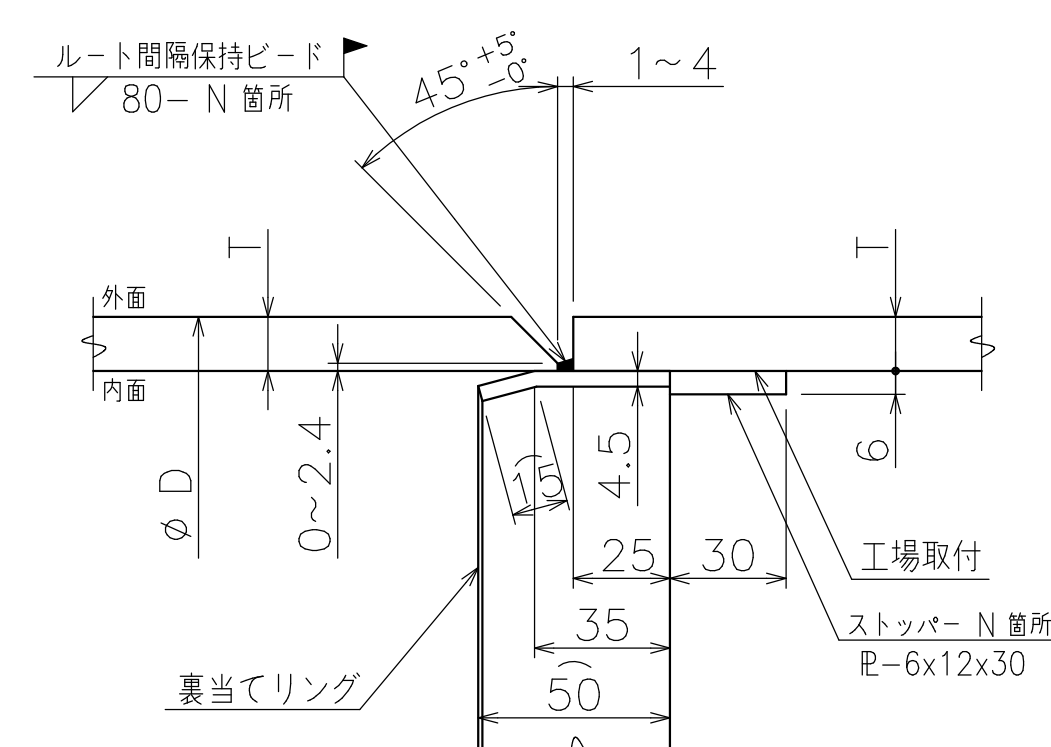 ルート間隔保持ビード
80- N 箇所
45° +5° -0°
1~4
T
T
外面
内面
φD
0~2.4
15
4.5
6
25
30
工場取付
35
ストッパー N 箇所
PL-6x12x30
裏当てリング
50